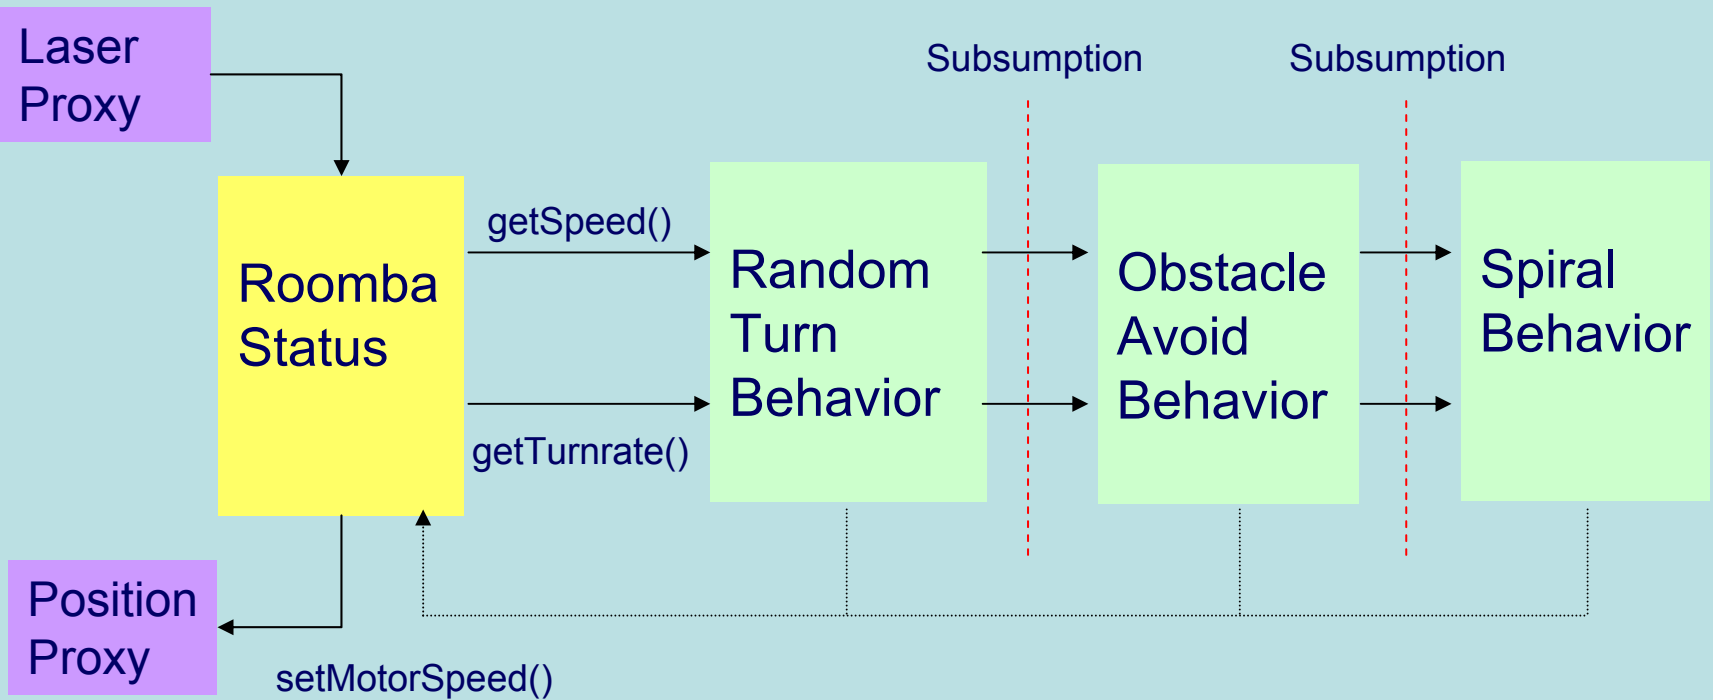 Laser
Proxy
Subsumption
Subsumption
getSpeed()
Roomba
Status
Random
Turn
Behavior
Obstacle
Avoid
Behavior
Spiral
Behavior
getTurnrate()
Position
Proxy
setMotorSpeed()